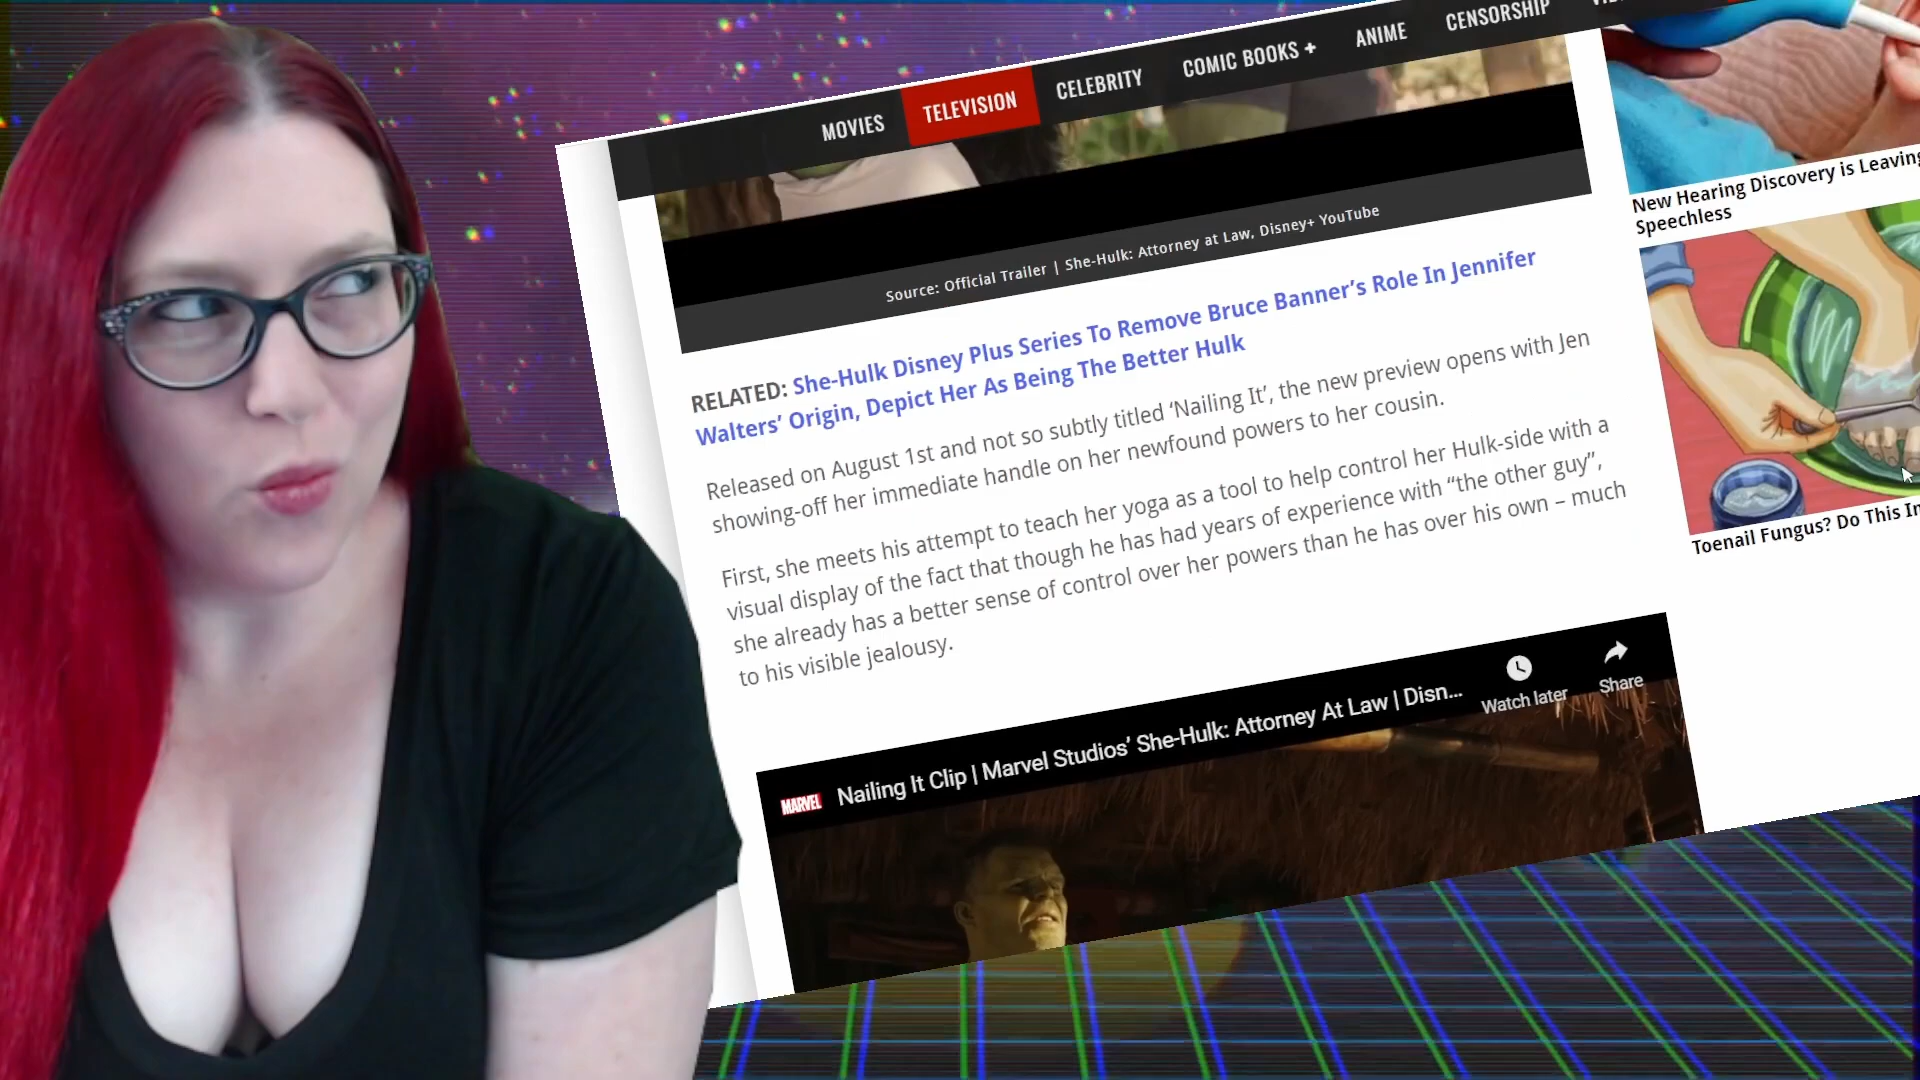 MOVIES TELEVISION CELEBRITY COMIC BOOKS + ANIME CENSORSHIP
Source: Official Trailer | She-Hulk: Attorney at Law, Disney+ YouTube
RELATED: She-Hulk Disney Plus Series To Remove Bruce Banner’s Role In Jennifer
Walters’ Origin, Depict Her As Being The Better Hulk
Released on August 1st and not so subtly titled ‘Nailing It’, the new preview opens with Jen
showing-off her immediate handle on her newfound powers to her cousin.
First, she meets his attempt to teach her yoga as a tool to help control her Hulk-side with a
visual display of the fact that though he has had years of experience with “the other guy”,
she already has a better sense of control over her powers than he has over his own – much
to his visible jealousy.
MARVEL Nailing It Clip | Marvel Studios’ She-Hulk: Attorney At Law | Disn...
Watch later
Share
New Hearing Discovery is Leaving
Speechless
Toenail Fungus? Do This